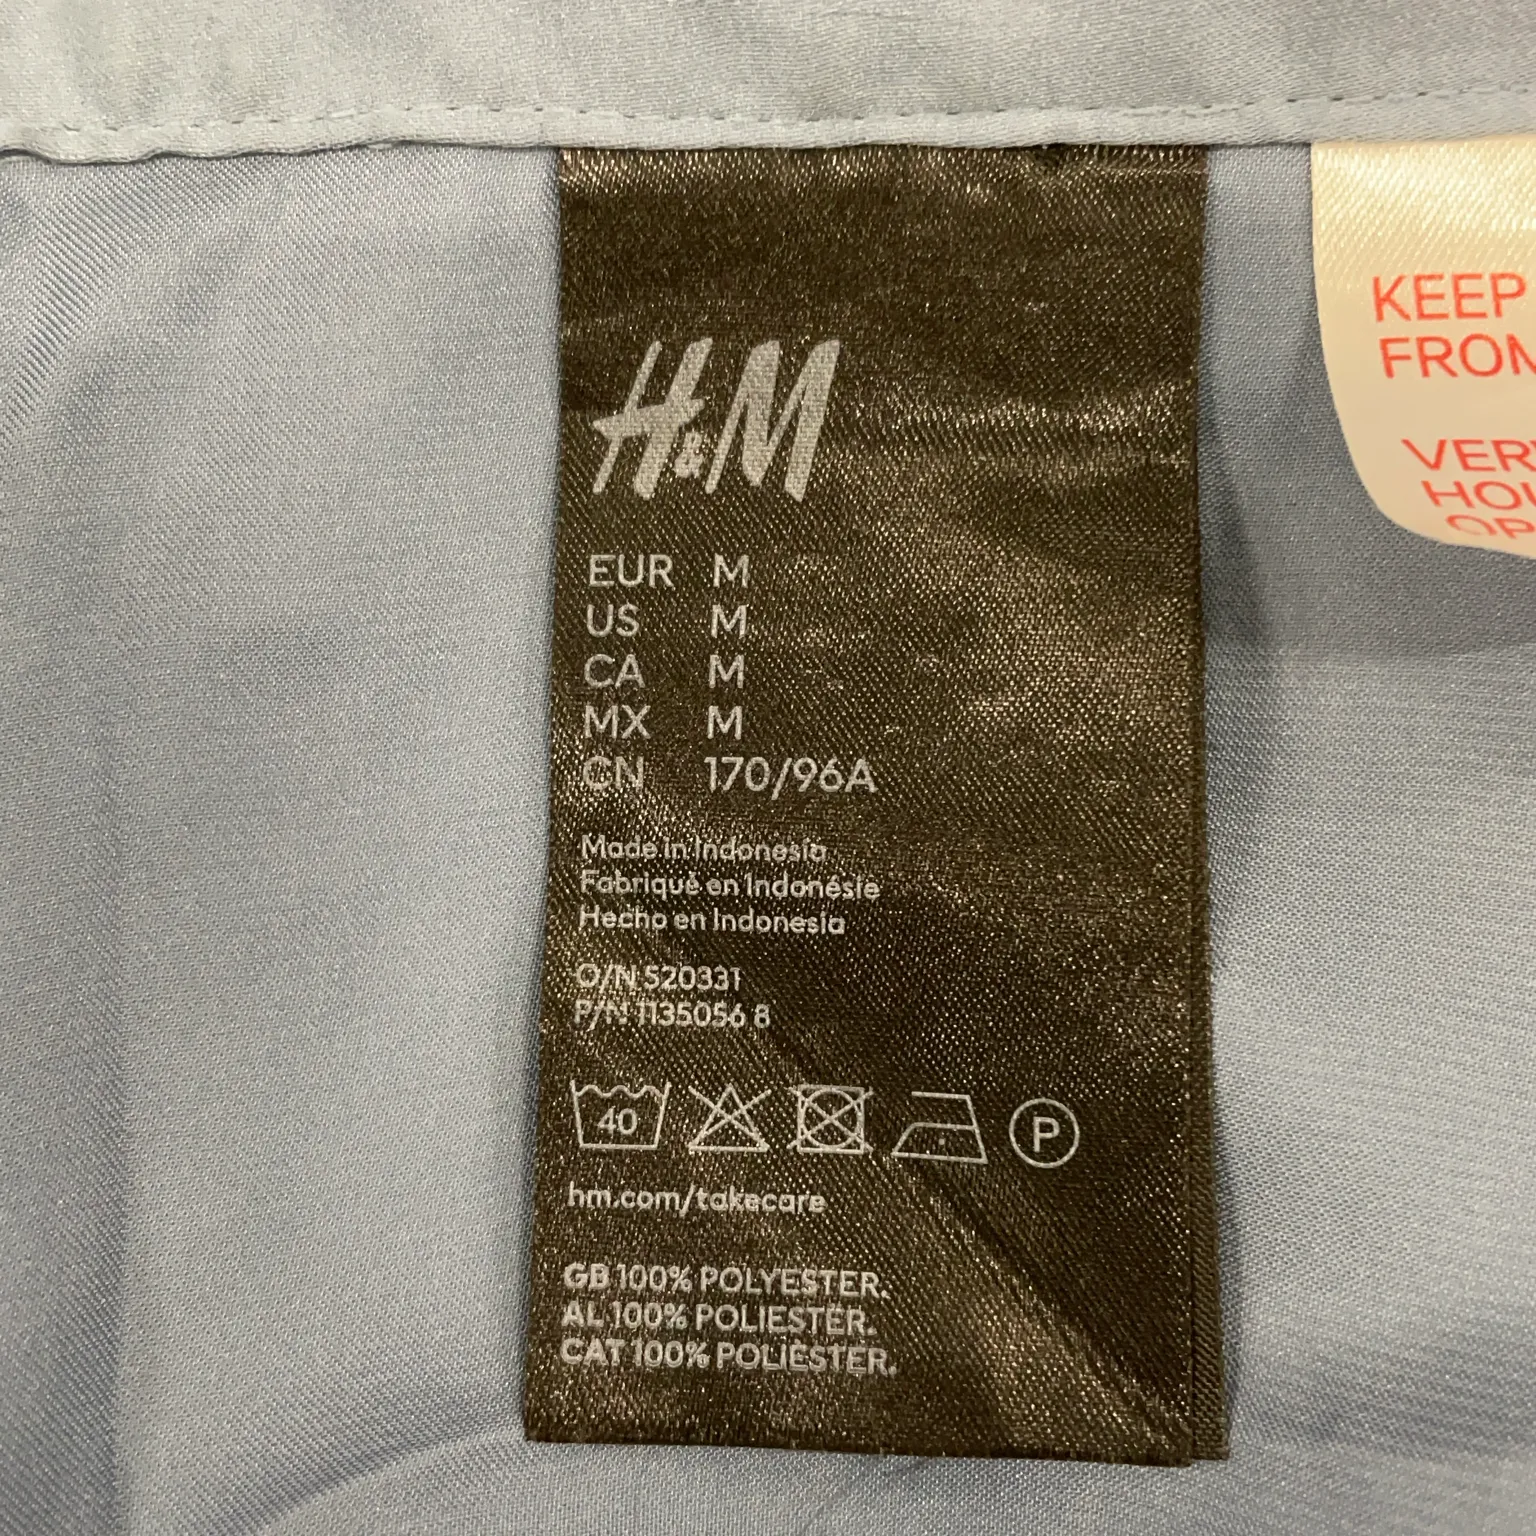 H&M
EUR M
US M
CA M
MX M
CN 170/96A
Made in Indonesia
Fabriqué en Indonésie
Hecho en Indonesia
O/N 520331
P/N 1135056 8
40
P
hm.com/takecare
GB 100% POLYESTER.
AL 100% POLIESTER.
CAT 100% POLIÈSTER.
KEEP
FROM